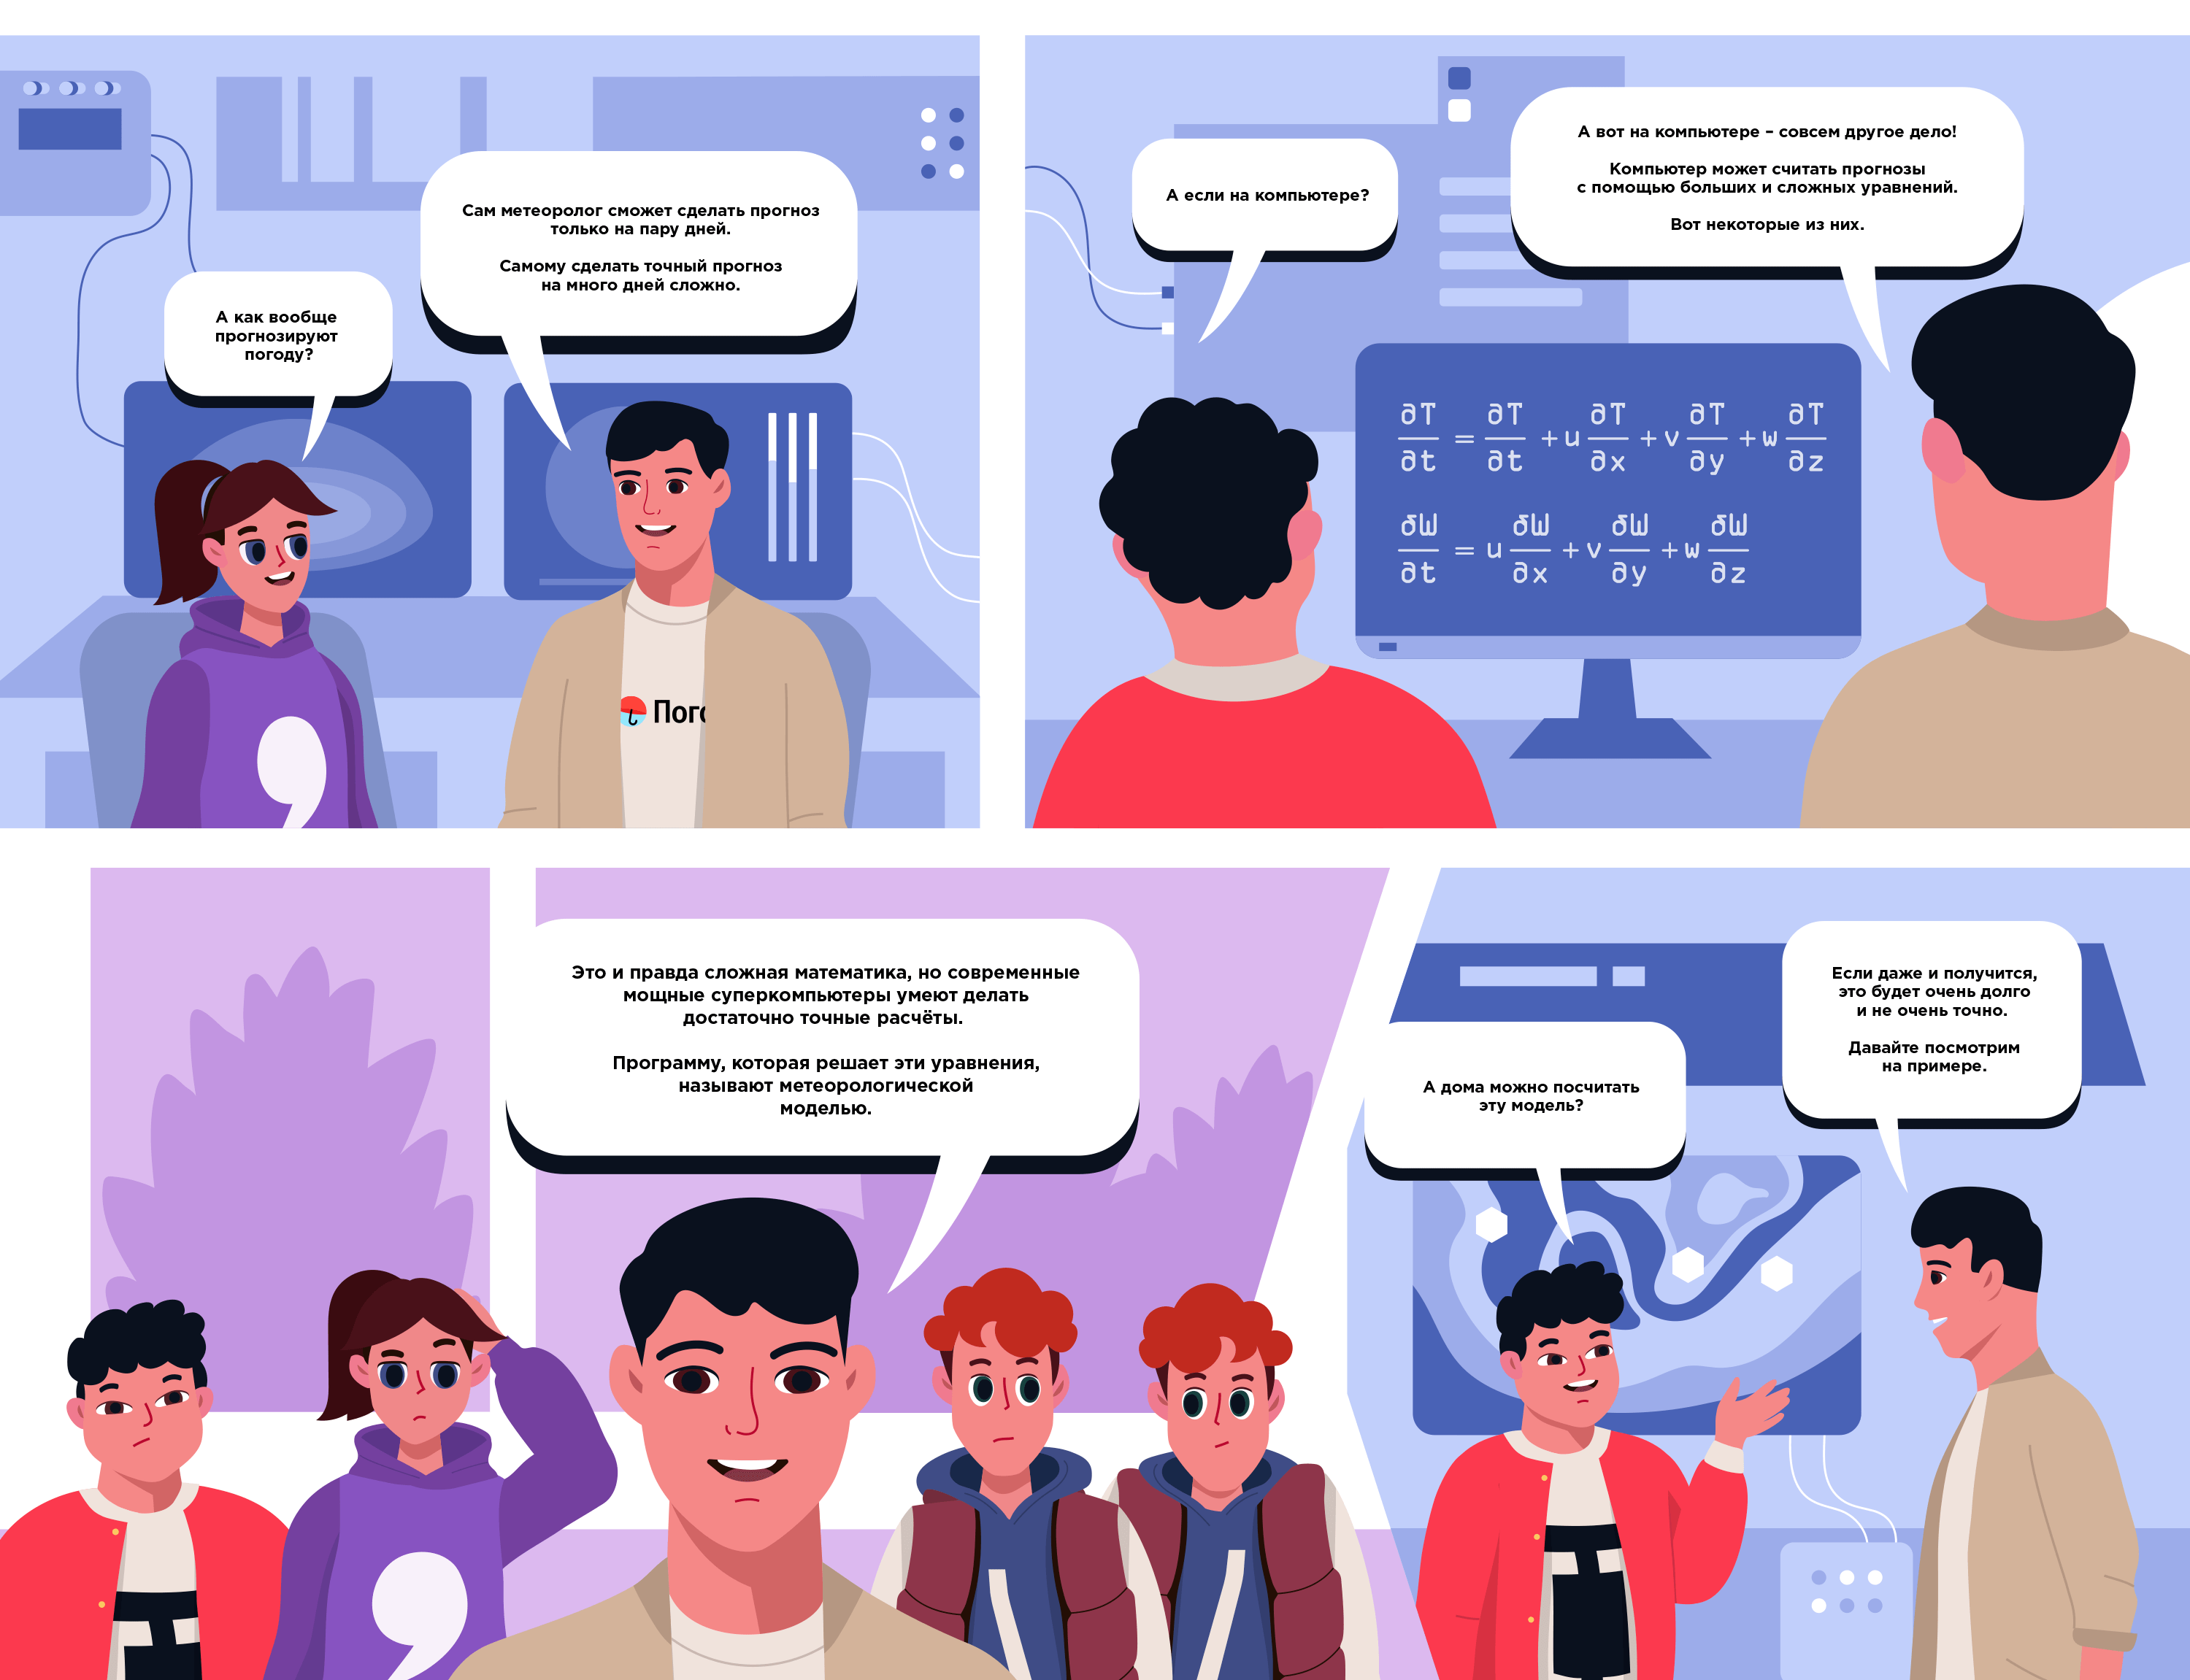 А как вообще
прогнозируют
погоду?
Сам метеоролог сможет сделать прогноз
только на пару дней.
Самому сделать точный прогноз
на много дней сложно.
Пого
А если на компьютере?
А вот на компьютере – совсем другое дело!
Компьютер может считать прогнозы
с помощью больших и сложных уравнений.
Вот некоторые из них.
∂T/∂t = ∂T/∂t + u ∂T/∂x + v ∂T/∂y + w ∂T/∂z
δW/∂t = u δW/∂x + v δW/∂y + w δW/∂z
Это и правда сложная математика, но современные
мощные суперкомпьютеры умеют делать
достаточно точные расчёты.
Программу, которая решает эти уравнения,
называют метеорологической
моделью.
А дома можно посчитать
эту модель?
Если даже и получится,
это будет очень долго
и не очень точно.
Давайте посмотрим
на примере.